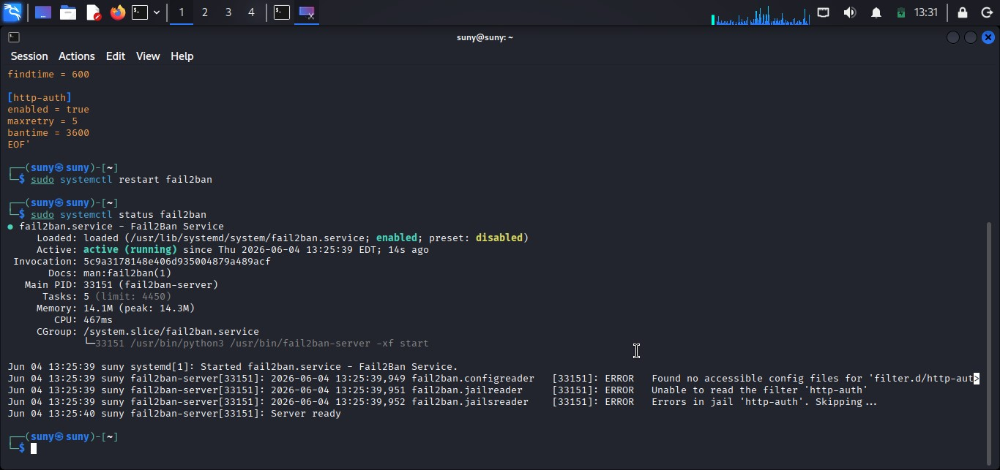 1 2 3 4 13:31
suny@suny: ~
Session Actions Edit View Help
findtime = 600
[http-auth]
enabled = true
maxretry = 5
bantime = 3600
EOF'
┌──(suny㉿suny)-[~]
└─$ sudo systemctl restart fail2ban
┌──(suny㉿suny)-[~]
└─$ sudo systemctl status fail2ban
● fail2ban.service - Fail2Ban Service
Loaded: loaded (/usr/lib/systemd/system/fail2ban.service; enabled; preset: disabled)
Active: active (running) since Thu 2026-06-04 13:25:39 EDT; 14s ago
Invocation: 5c9a3178148e406d935004879a489acf
Docs: man:fail2ban(1)
Main PID: 33151 (fail2ban-server)
Tasks: 5 (limit: 4450)
Memory: 14.1M (peak: 14.3M)
CPU: 467ms
CGroup: /system.slice/fail2ban.service
└─33151 /usr/bin/python3 /usr/bin/fail2ban-server -xf start
Jun 04 13:25:39 suny systemd[1]: Started fail2ban.service - Fail2Ban Service.
Jun 04 13:25:39 suny fail2ban-server[33151]: 2026-06-04 13:25:39,949 fail2ban.configreader [33151]: ERROR Found no accessible config files for 'filter.d/http-aut>
Jun 04 13:25:39 suny fail2ban-server[33151]: 2026-06-04 13:25:39,951 fail2ban.jailreader [33151]: ERROR Unable to read the filter 'http-auth'
Jun 04 13:25:39 suny fail2ban-server[33151]: 2026-06-04 13:25:39,952 fail2ban.jailsreader [33151]: ERROR Errors in jail 'http-auth'. Skipping...
Jun 04 13:25:40 suny fail2ban-server[33151]: Server ready
┌──(suny㉿suny)-[~]
└─$